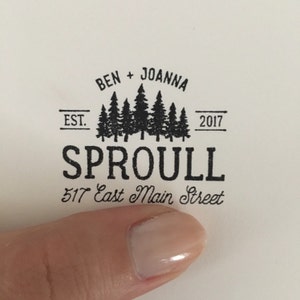 BEN + JOANNA
EST. 2017
SPROULL
517 East Main Street